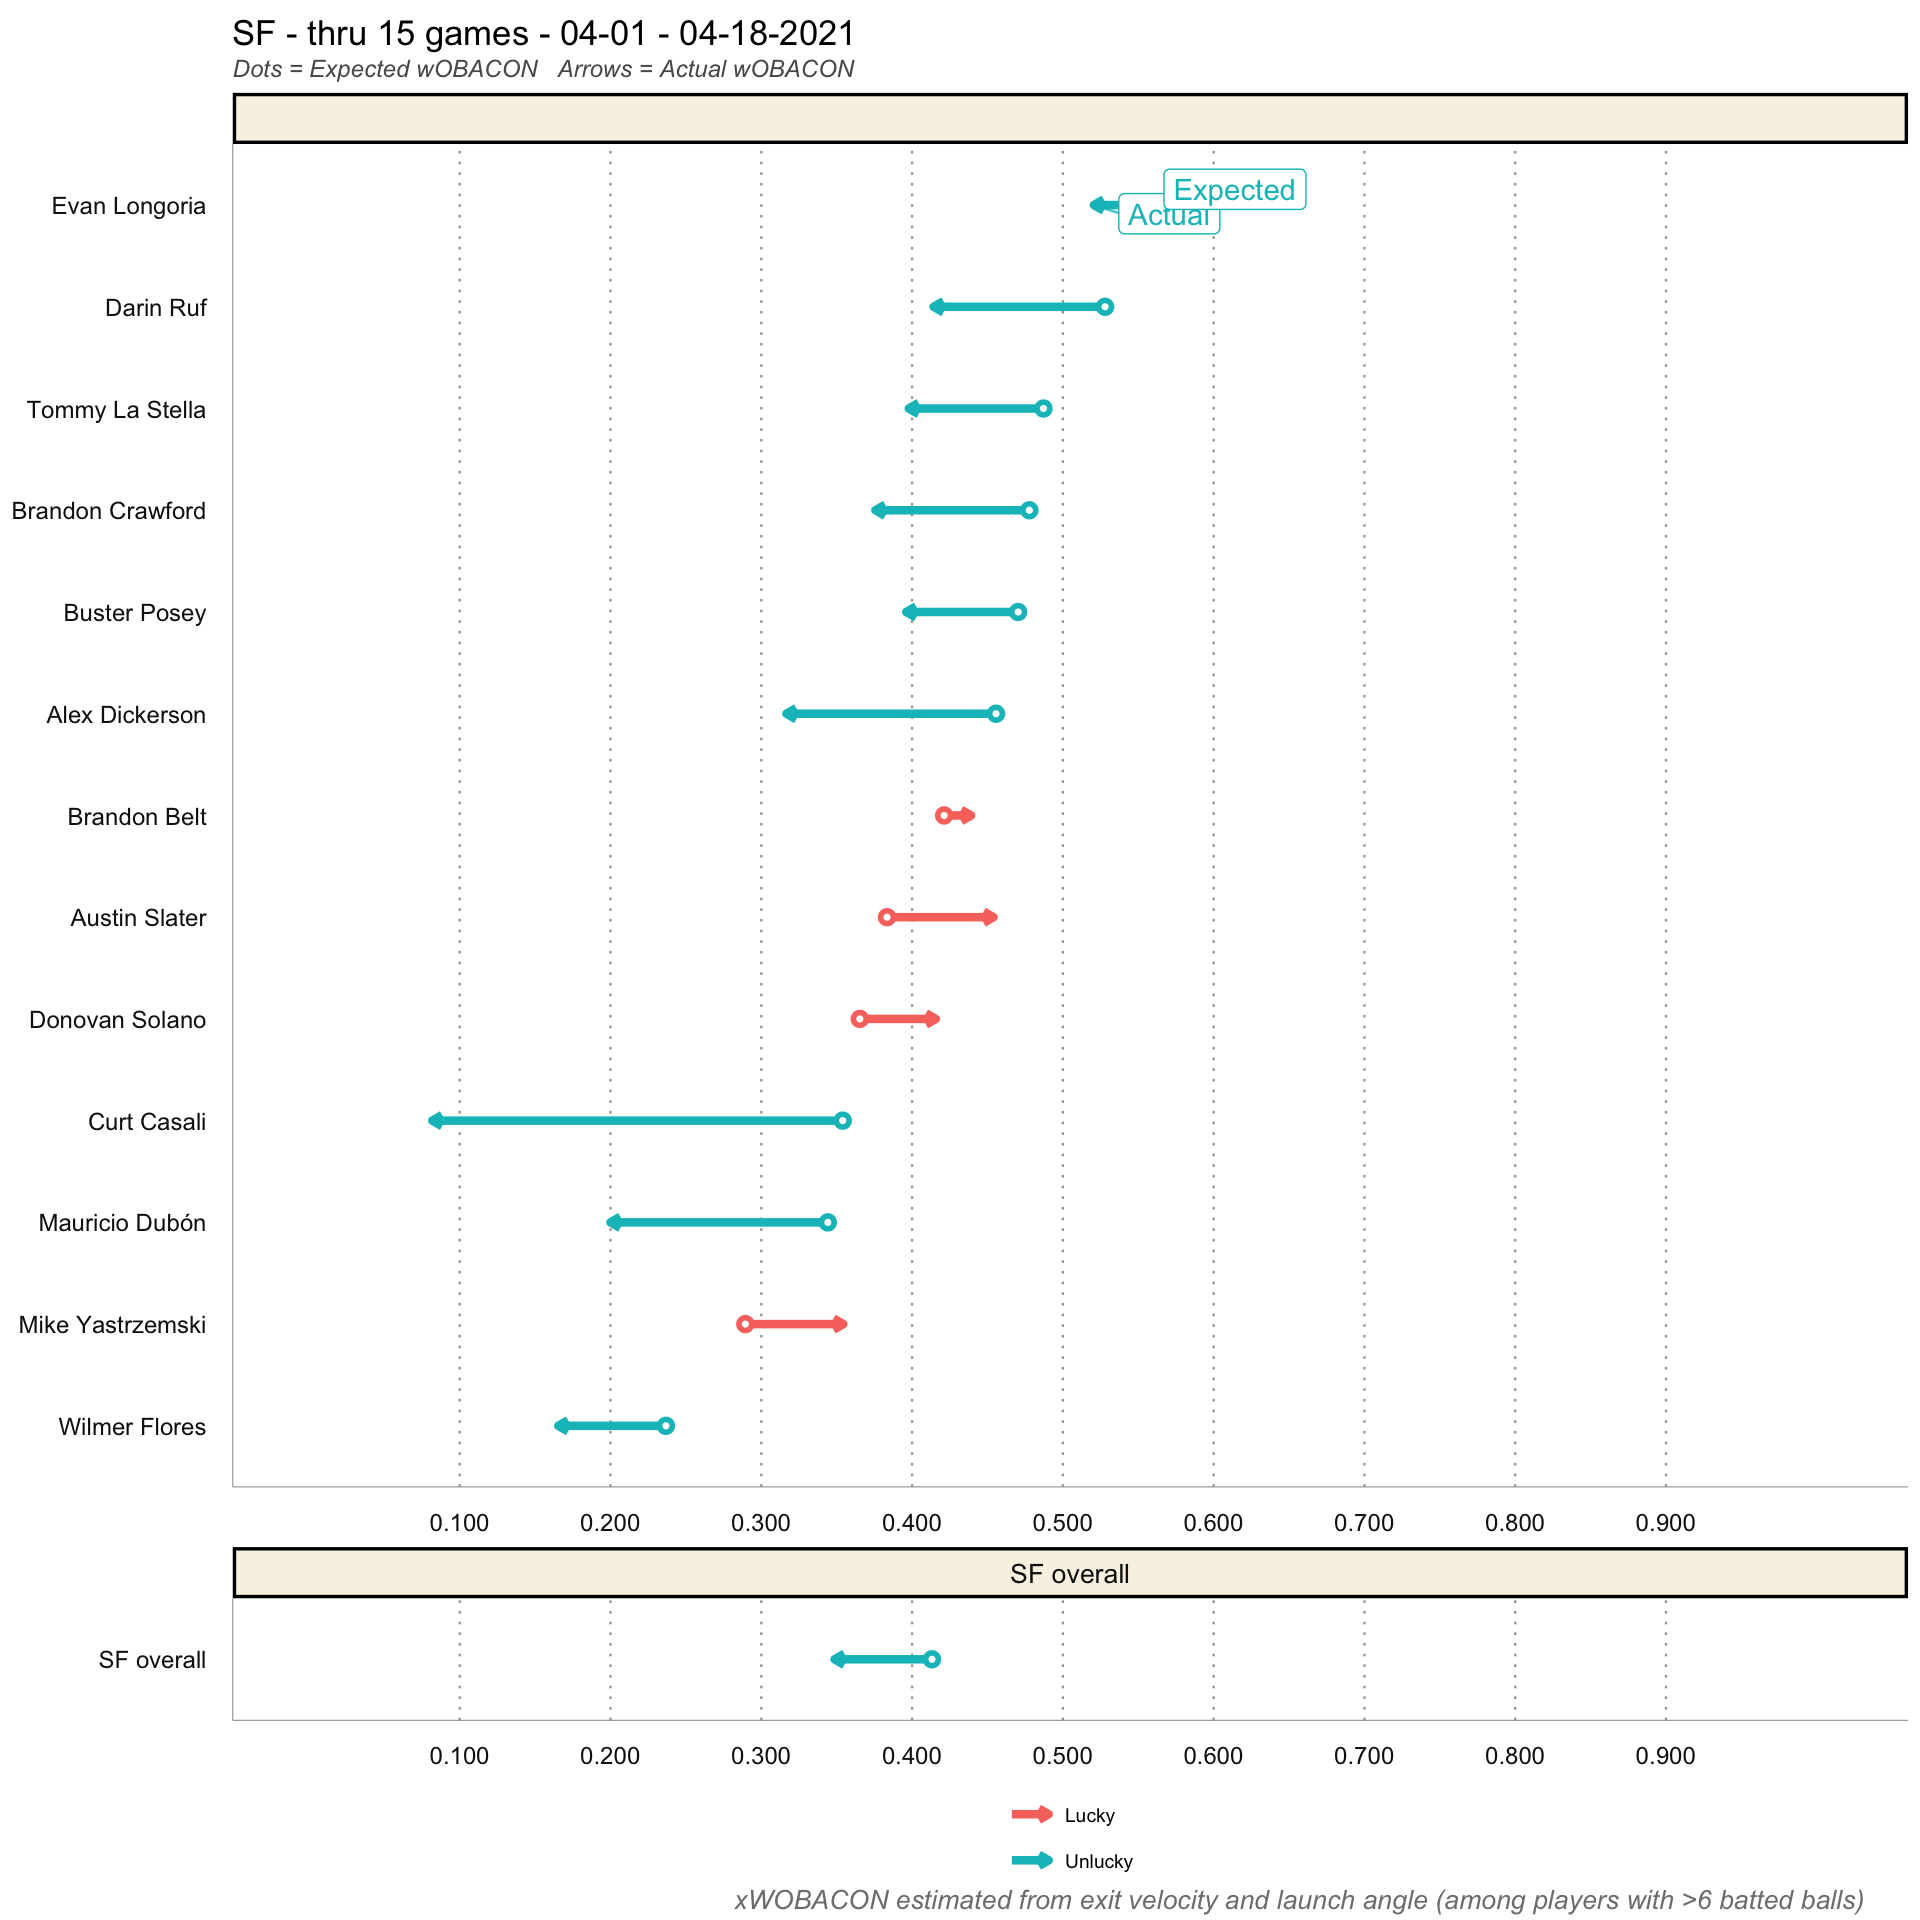 SF - thru 15 games - 04-01 - 04-18-2021
Dots = Expected wOBACON   Arrows = Actual wOBACON
Evan Longoria
Expected
Actual
Darin Ruf
Tommy La Stella
Brandon Crawford
Buster Posey
Alex Dickerson
Brandon Belt
Austin Slater
Donovan Solano
Curt Casali
Mauricio Dubón
Mike Yastrzemski
Wilmer Flores
0.100 0.200 0.300 0.400 0.500 0.600 0.700 0.800 0.900
SF overall
SF overall
0.100 0.200 0.300 0.400 0.500 0.600 0.700 0.800 0.900
Lucky
Unlucky
xWOBACON estimated from exit velocity and launch angle (among players with >6 batted balls)